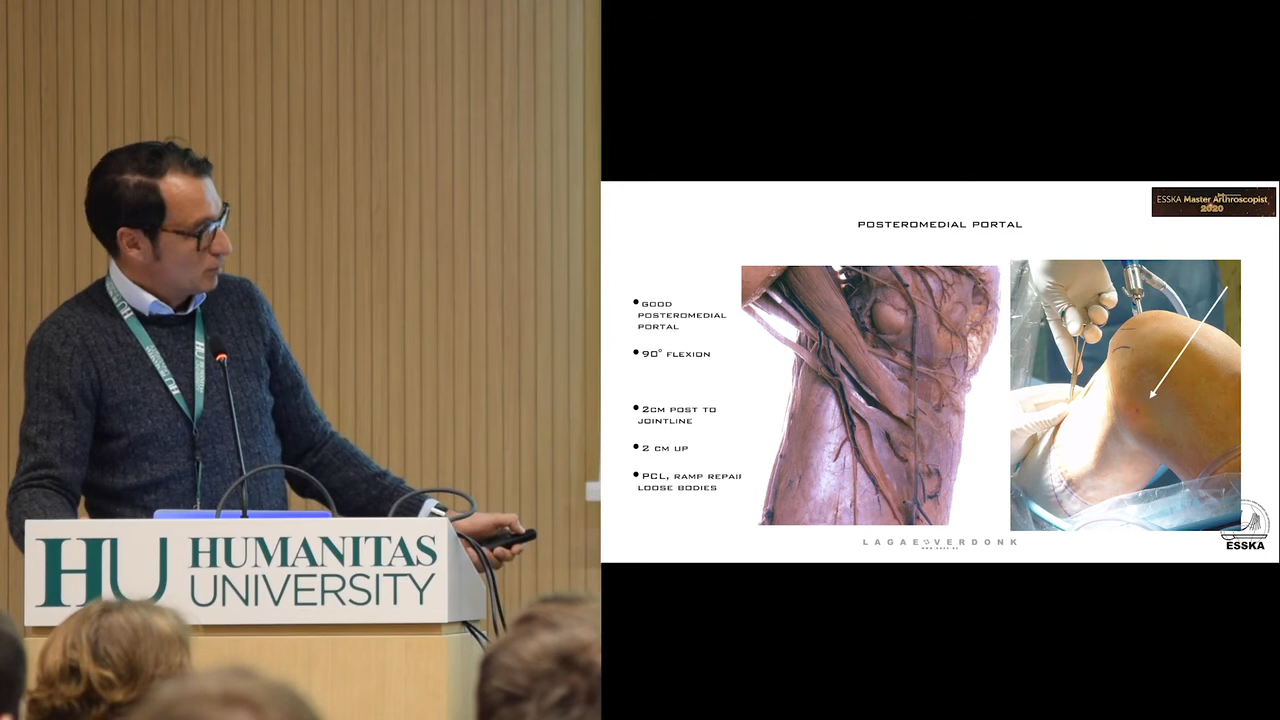 HU HUMANITAS
UNIVERSITY
ESSKA Master Arthroscopist
2020
POSTEROMEDIAL PORTAL
• GOOD
POSTEROMEDIAL
PORTAL
• 90° FLEXION
• 2CM POST TO
JOINTLINE
• 2 CM UP
• PCL, RAMP REPAI
LOOSE BODIES
LAGAE VERDONK
ESSKA